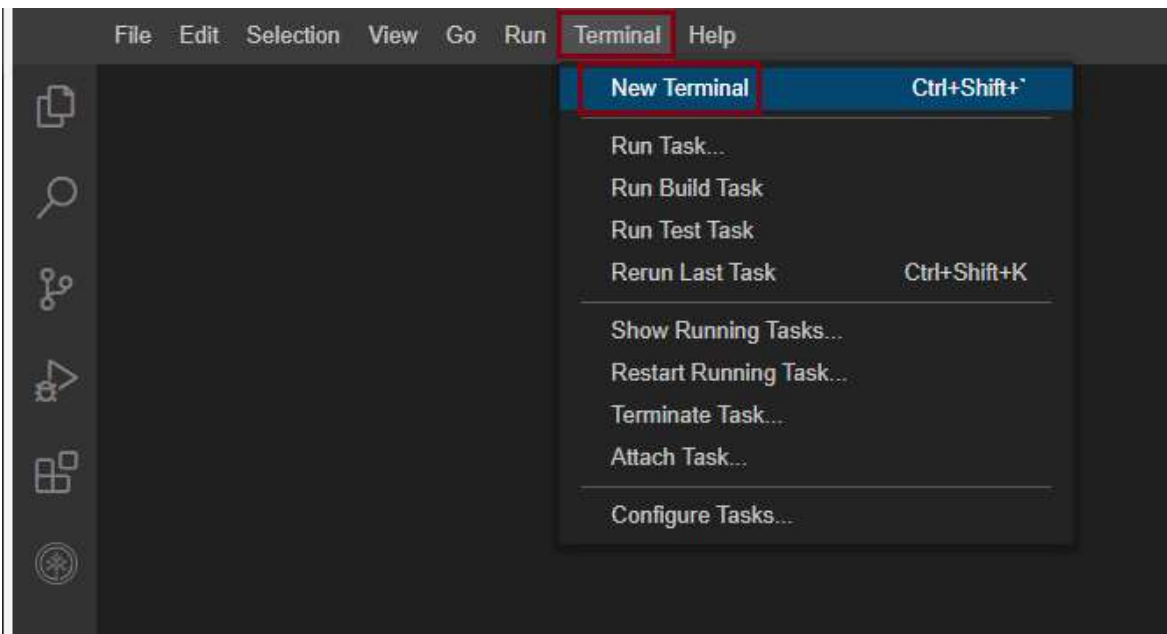 File Edit Selection View Go Run Terminal Help
New Terminal Ctrl+Shift+`
Run Task...
Run Build Task
Run Test Task
Rerun Last Task Ctrl+Shift+K
Show Running Tasks...
Restart Running Task...
Terminate Task...
Attach Task...
Configure Tasks...